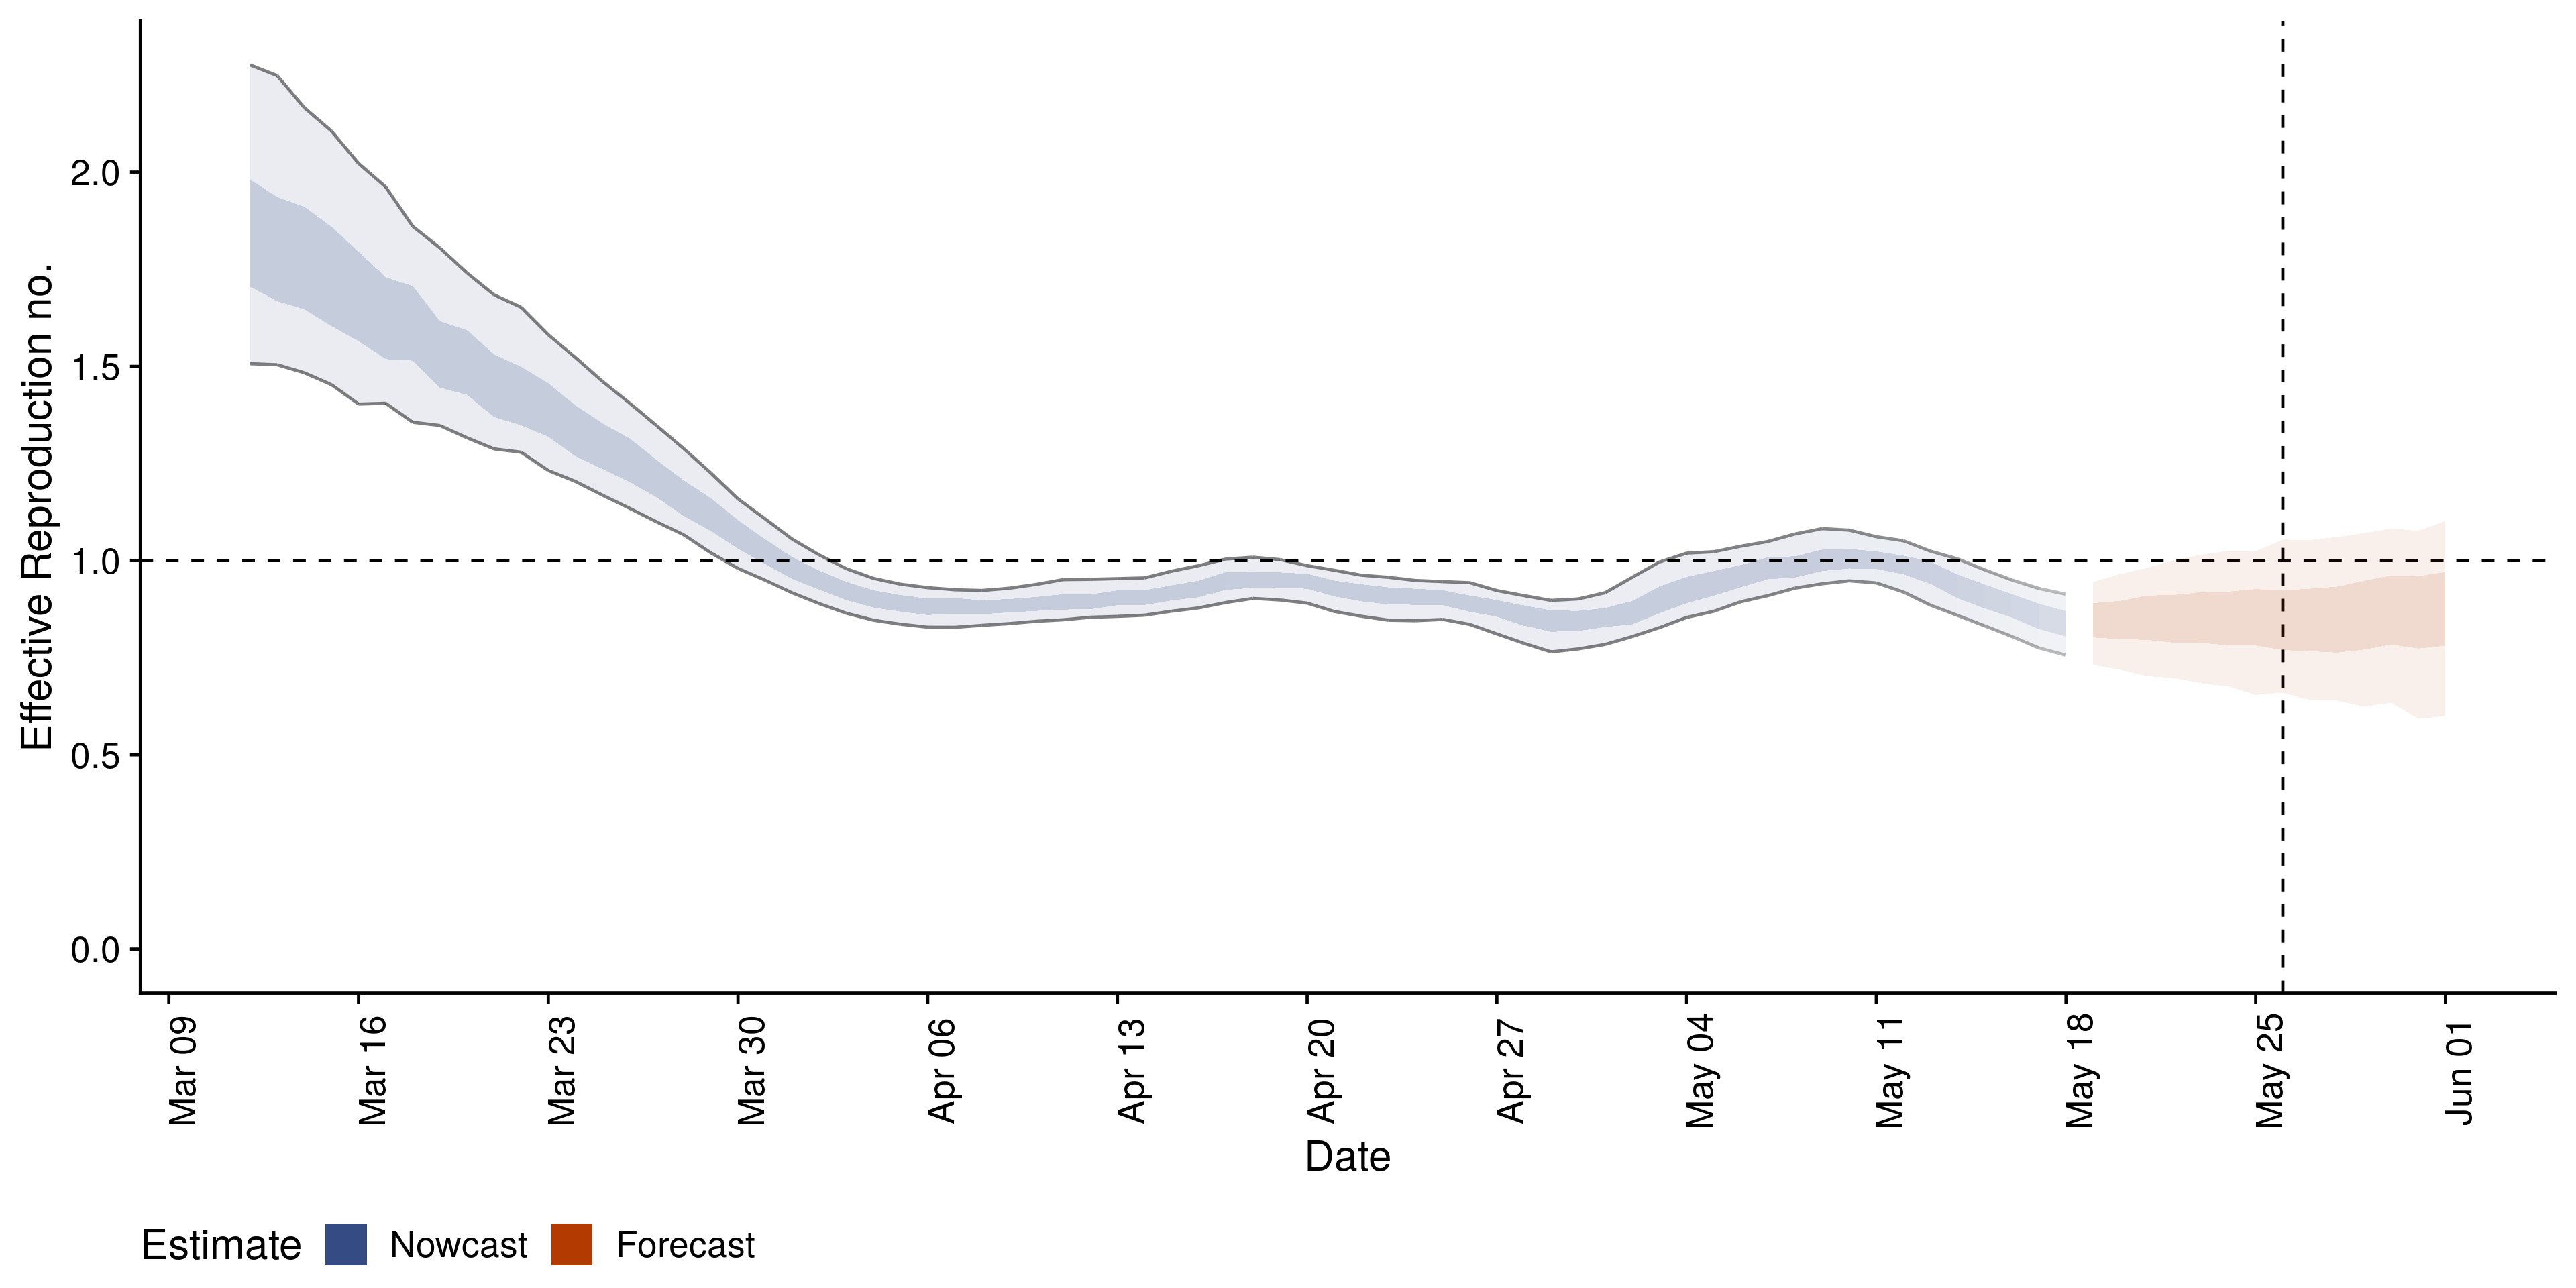 Effective Reproduction no.
2.0
1.5
1.0
0.5
0.0
Mar 09
Mar 16
Mar 23
Mar 30
Apr 06
Apr 13
Apr 20
Apr 27
May 04
May 11
May 18
May 25
Jun 01
Date
Estimate Nowcast Forecast